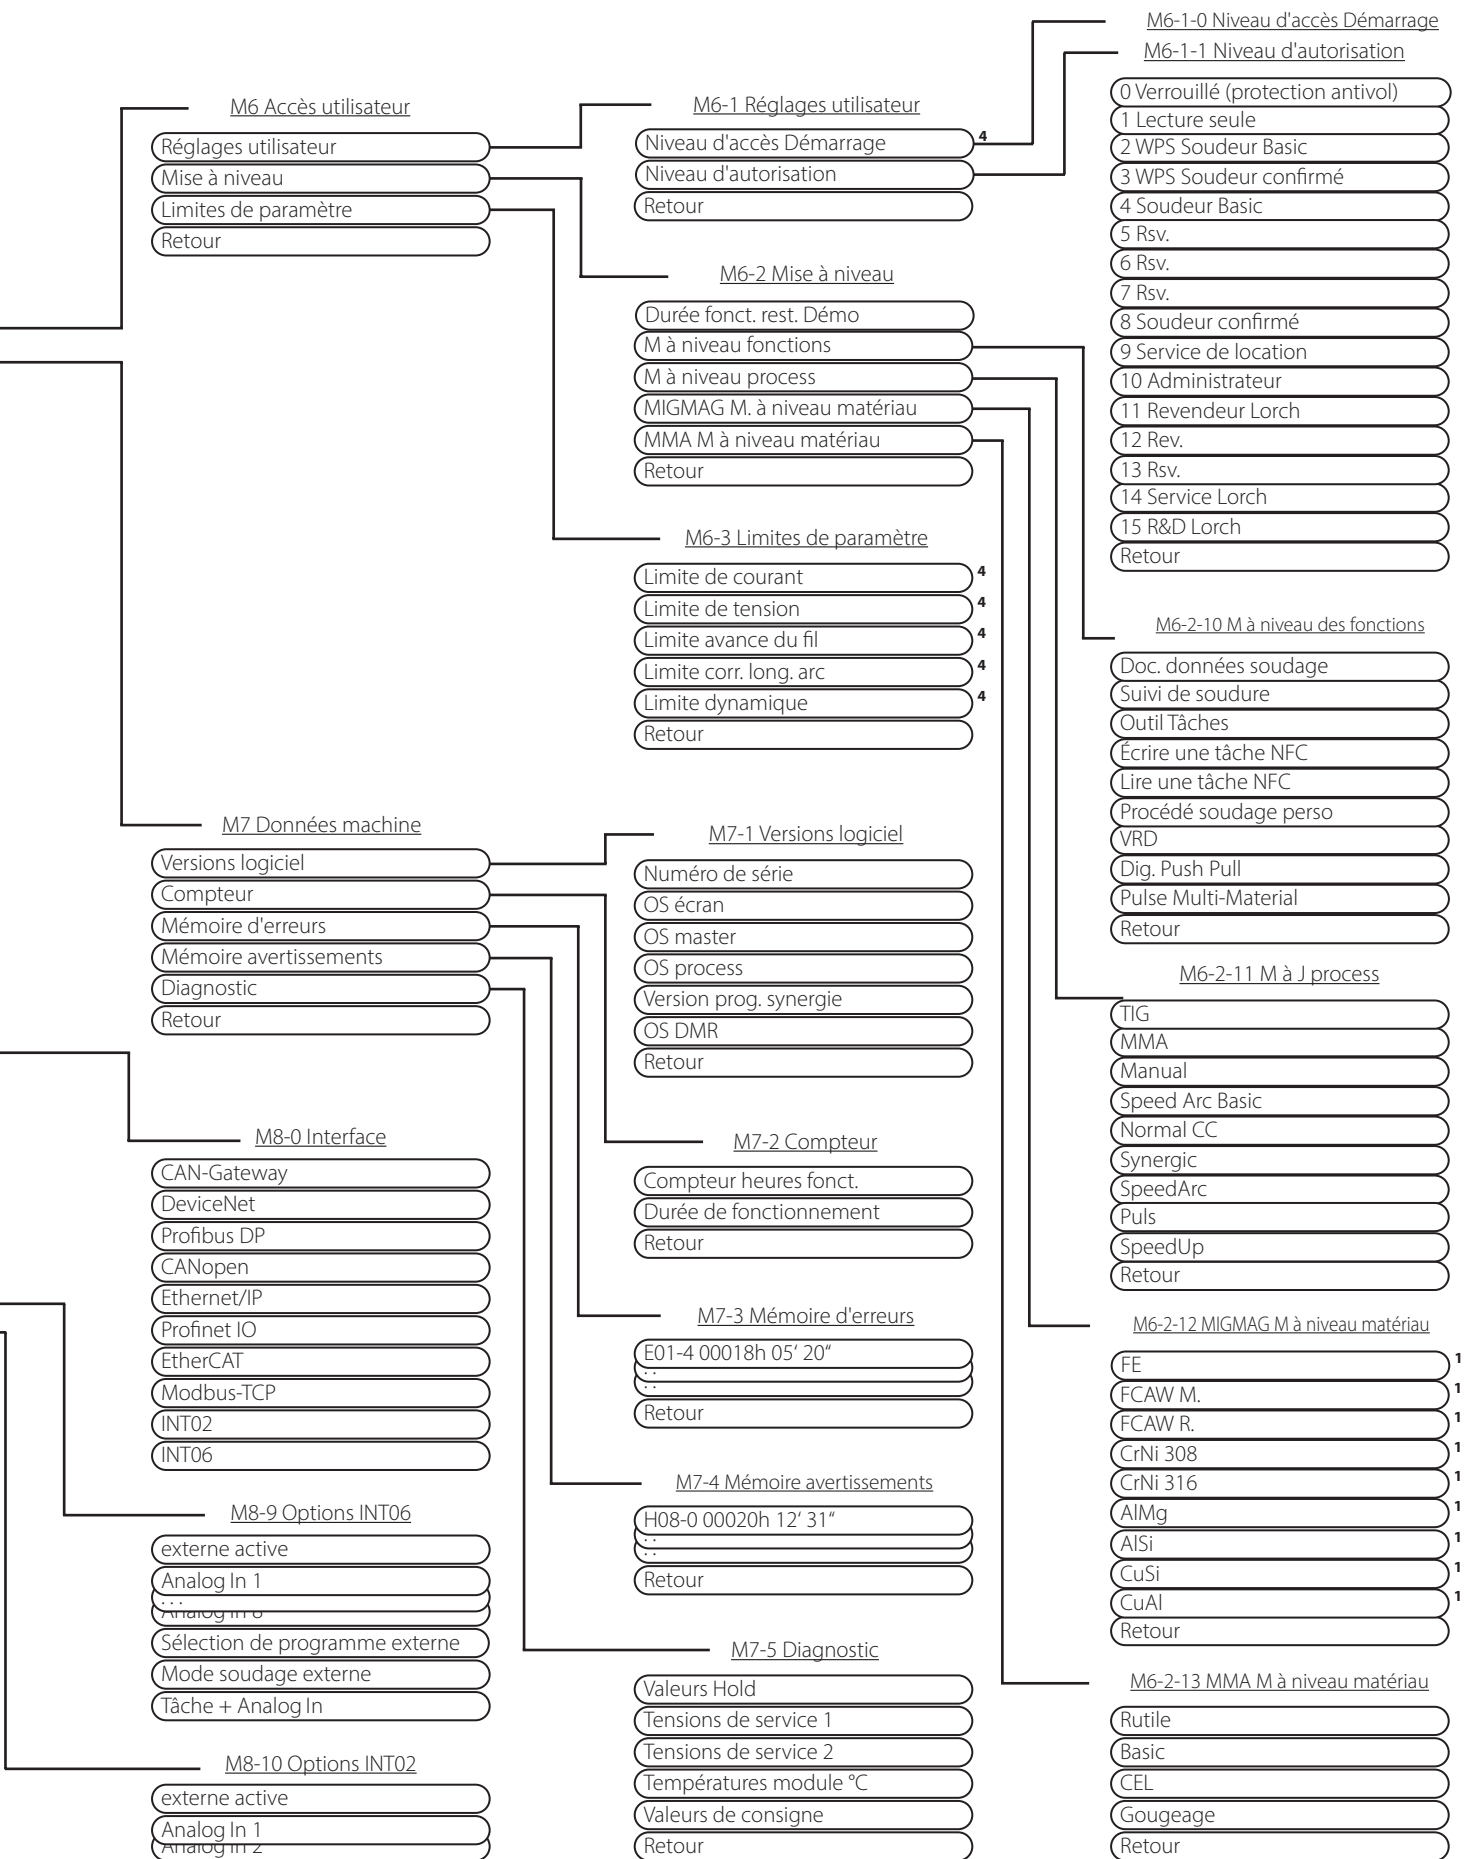 M6 Accès utilisateur
Réglages utilisateur
Mise à niveau
Limites de paramètre
Retour
M7 Données machine
Versions logiciel
Compteur
Mémoire d'erreurs
Mémoire avertissements
Diagnostic
Retour
M8-0 Interface
CAN-Gateway
DeviceNet
Profibus DP
CANopen
Ethernet/IP
Profinet IO
EtherCAT
Modbus-TCP
INT02
INT06
M8-9 Options INT06
externe active
Analog In 1
. . .
Analog In 8
Sélection de programme externe
Mode soudage externe
Tâche + Analog In
M8-10 Options INT02
externe active
Analog In 1
Analog In 2
M6-1 Réglages utilisateur
Niveau d'accès Démarrage 4
Niveau d'autorisation
Retour
M6-2 Mise à niveau
Durée fonct. rest. Démo
M à niveau fonctions
M à niveau process
MIGMAG M. à niveau matériau
MMA M à niveau matériau
Retour
M6-3 Limites de paramètre
Limite de courant 4
Limite de tension 4
Limite avance du fil 4
Limite corr. long. arc 4
Limite dynamique 4
Retour
M7-1 Versions logiciel
Numéro de série
OS écran
OS master
OS process
Version prog. synergie
OS DMR
Retour
M7-2 Compteur
Compteur heures fonct.
Durée de fonctionnement
Retour
M7-3 Mémoire d'erreurs
E01-4 00018h 05‘ 20“
. .
. .
Retour
M7-4 Mémoire avertissements
H08-0 00020h 12‘ 31“
. .
. .
Retour
M7-5 Diagnostic
Valeurs Hold
Tensions de service 1
Tensions de service 2
Températures module °C
Valeurs de consigne
Retour
M6-1-0 Niveau d'accès Démarrage
M6-1-1 Niveau d'autorisation
0 Verrouillé (protection antivol)
1 Lecture seule
2 WPS Soudeur Basic
3 WPS Soudeur confirmé
4 Soudeur Basic
5 Rsv.
6 Rsv.
7 Rsv.
8 Soudeur confirmé
9 Service de location
10 Administrateur
11 Revendeur Lorch
12 Rev.
13 Rsv.
14 Service Lorch
15 R&D Lorch
Retour
M6-2-10 M à niveau des fonctions
Doc. données soudage
Suivi de soudure
Outil Tâches
Écrire une tâche NFC
Lire une tâche NFC
Procédé soudage perso
VRD
Dig. Push Pull
Pulse Multi-Material
Retour
M6-2-11 M à J process
TIG
MMA
Manual
Speed Arc Basic
Normal CC
Synergic
SpeedArc
Puls
SpeedUp
Retour
M6-2-12 MIGMAG M à niveau matériau
FE 1
FCAW M. 1
FCAW R. 1
CrNi 308 1
CrNi 316 1
AlMg 1
AlSi 1
CuSi 1
CuAl 1
Retour
M6-2-13 MMA M à niveau matériau
Rutile
Basic
CEL
Gougeage
Retour